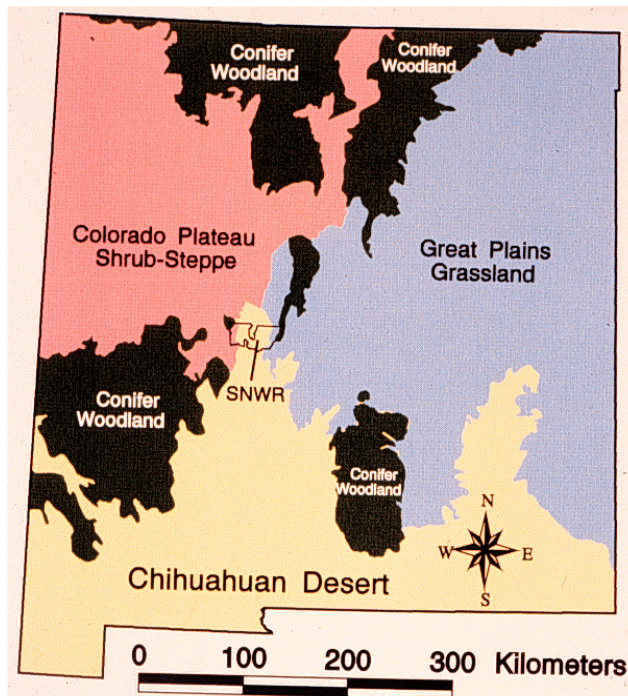 Conifer
Woodland
Conifer
Woodland
Colorado Plateau
Shrub-Steppe
Great Plains
Grassland
SNWR
Conifer
Woodland
Conifer
Woodland
N
W
E
S
Chihuahuan Desert
0 100 200 300 Kilometers